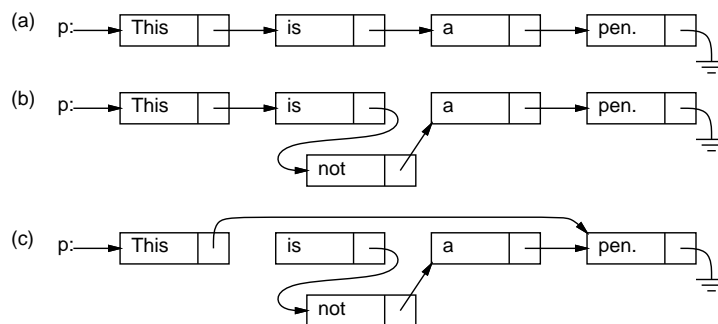 (a) p: This is a pen.
(b) p: This is a pen.
not
(c) p: This is a pen.
not